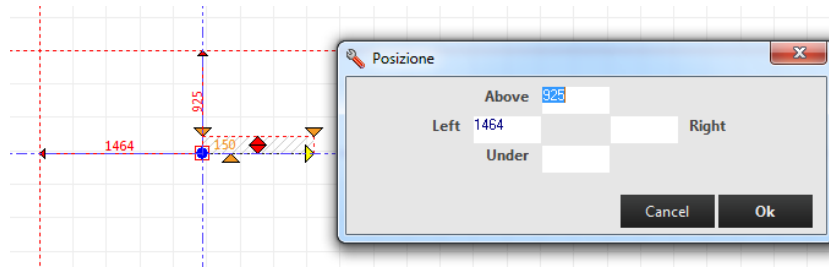 Posizione
Above 925
Left 1464 Right
Under
Cancel Ok
925
1464
150